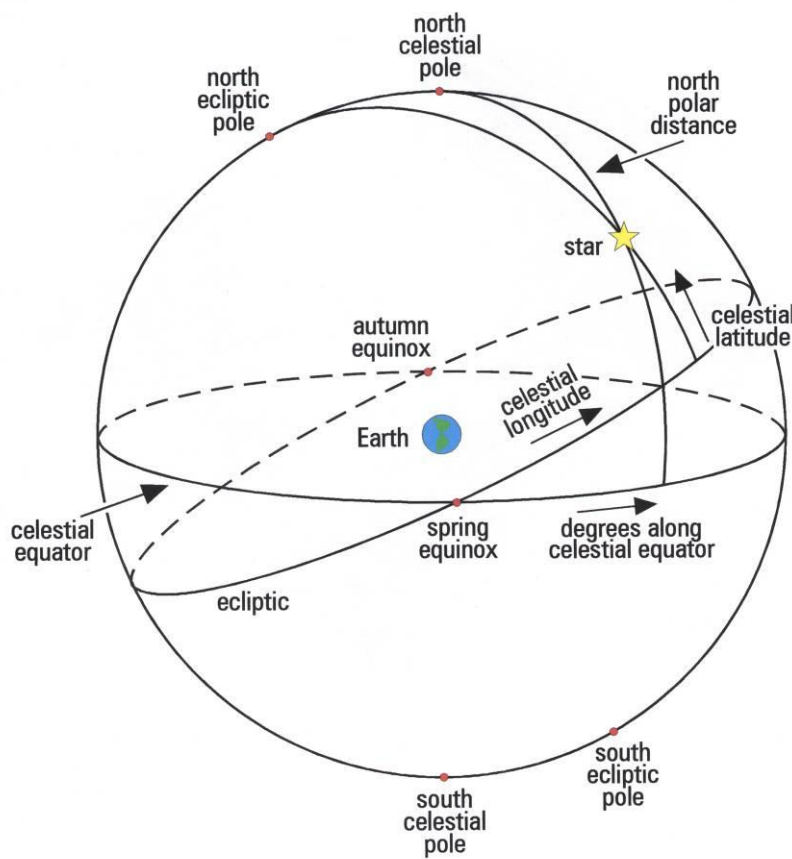 north
celestial
pole
north
ecliptic
pole
north
polar
distance
star
celestial
latitude
autumn
equinox
celestial
longitude
Earth
celestial
equator
spring
equinox
degrees along
celestial equator
ecliptic
south
ecliptic
pole
south
celestial
pole